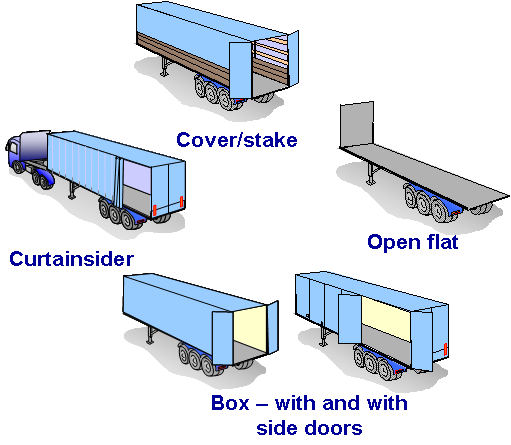 Cover/stake
Open flat
Curtainsider
Box – with and with
side doors